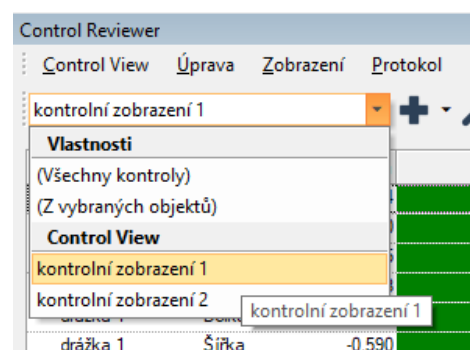 Control Reviewer
Control View Úprava Zobrazení Protokol
kontrolní zobrazení 1
Vlastnosti
(Všechny kontroly)
(Z vybraných objektů)
Control View
kontrolní zobrazení 1
kontrolní zobrazení 2
kontrolní zobrazení 1
drážka 1 Šířka -0.590